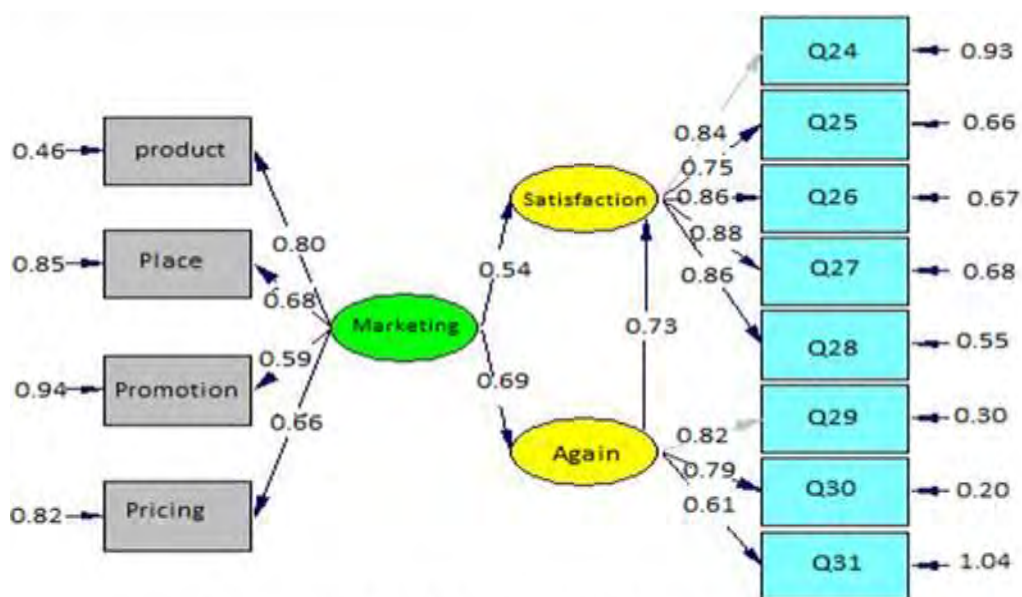 0.46
product
0.85
Place
0.94
Promotion
0.82
Pricing
0.80
0.68
0.59
0.66
Marketing
0.54
0.69
Satisfaction
0.73
Again
0.84
0.75
0.86
0.88
0.86
0.82
0.79
0.61
Q24
0.93
Q25
0.66
Q26
0.67
Q27
0.68
Q28
0.55
Q29
0.30
Q30
0.20
Q31
1.04